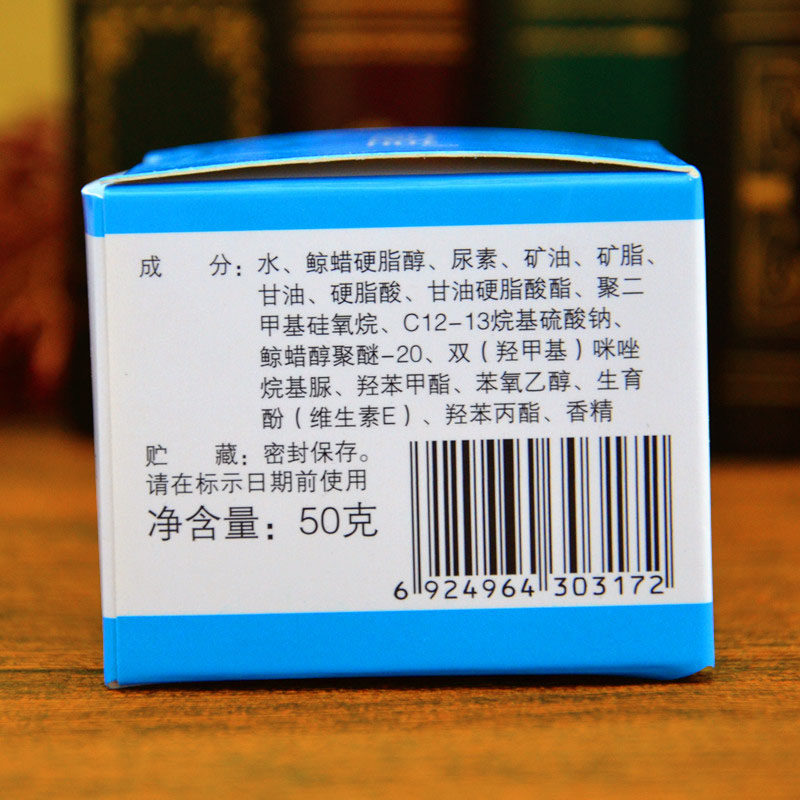 成 分：水、鲸蜡硬脂醇、尿素、矿油、矿脂、
甘油、硬脂酸、甘油硬脂酸酯、聚二
甲基硅氧烷、C12-13烷基硫酸钠、
鲸蜡醇聚醚-20、双（羟甲基）咪唑
烷基脲、羟苯甲酯、苯氧乙醇、生育
酚（维生素E）、羟苯丙酯、香精
贮 藏：密封保存。
请在标示日期前使用
净含量：50克
6 924964 303172